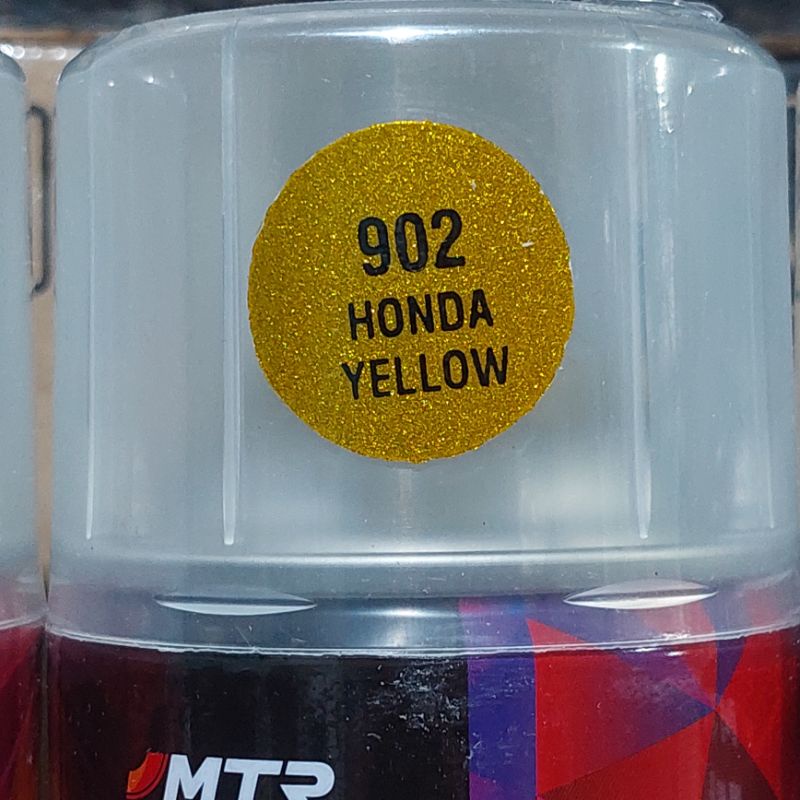 902
HONDA
YELLOW
MTR